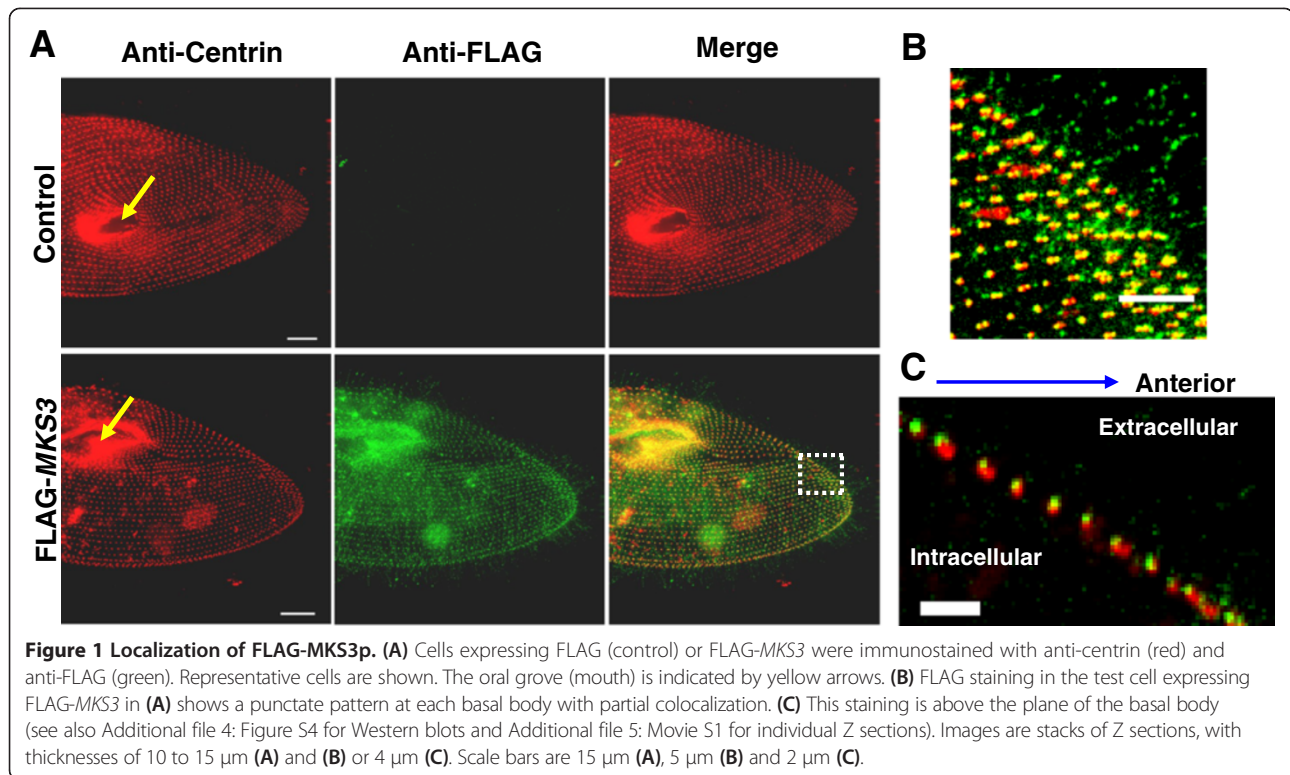 A
Anti-Centrin
Anti-FLAG
Merge
B
Control
FLAG-MKS3
C
Anterior
Extracellular
Intracellular
Figure 1 Localization of FLAG-MKS3p. (A) Cells expressing FLAG (control) or FLAG-MKS3 were immunostained with anti-centrin (red) and
anti-FLAG (green). Representative cells are shown. The oral grove (mouth) is indicated by yellow arrows. (B) FLAG staining in the test cell expressing
FLAG-MKS3 in (A) shows a punctate pattern at each basal body with partial colocalization. (C) This staining is above the plane of the basal body
(see also Additional file 4: Figure S4 for Western blots and Additional file 5: Movie S1 for individual Z sections). Images are stacks of Z sections, with
thicknesses of 10 to 15 μm (A) and (B) or 4 μm (C). Scale bars are 15 μm (A), 5 μm (B) and 2 μm (C).